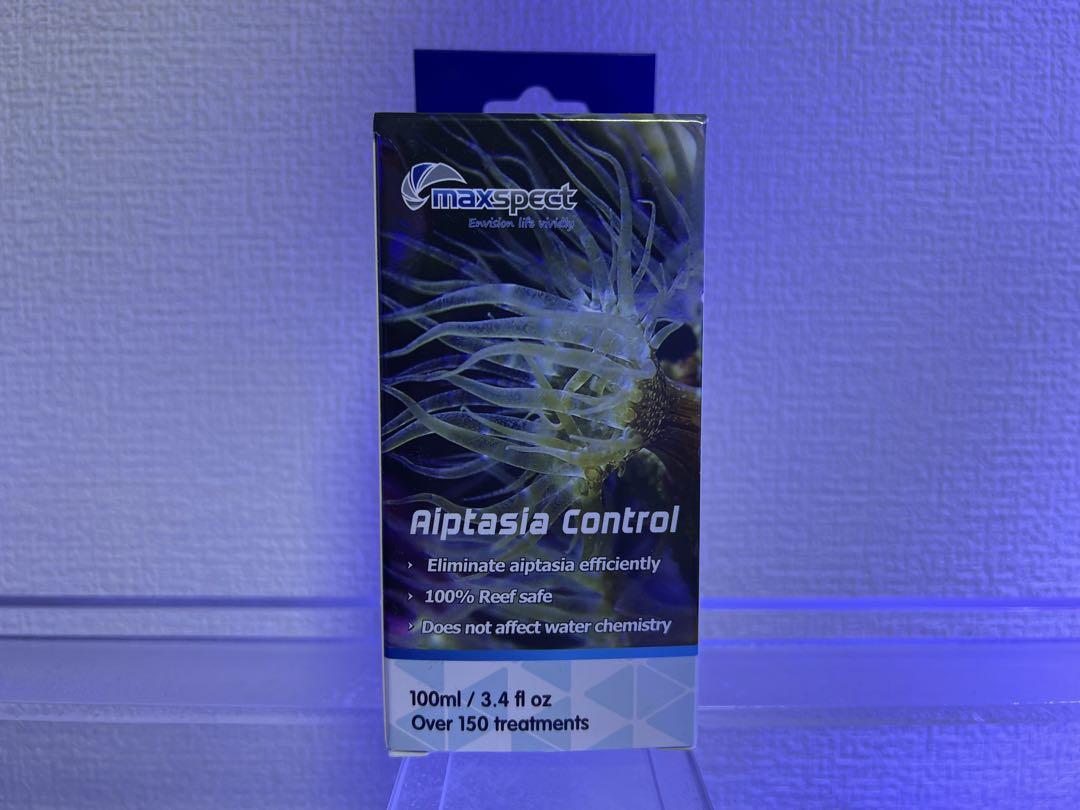 maxspect
Envision life vividly
Aiptasia Control
› Eliminate aiptasia efficiently
› 100% Reef safe
› Does not affect water chemistry
100ml / 3.4 fl oz
Over 150 treatments